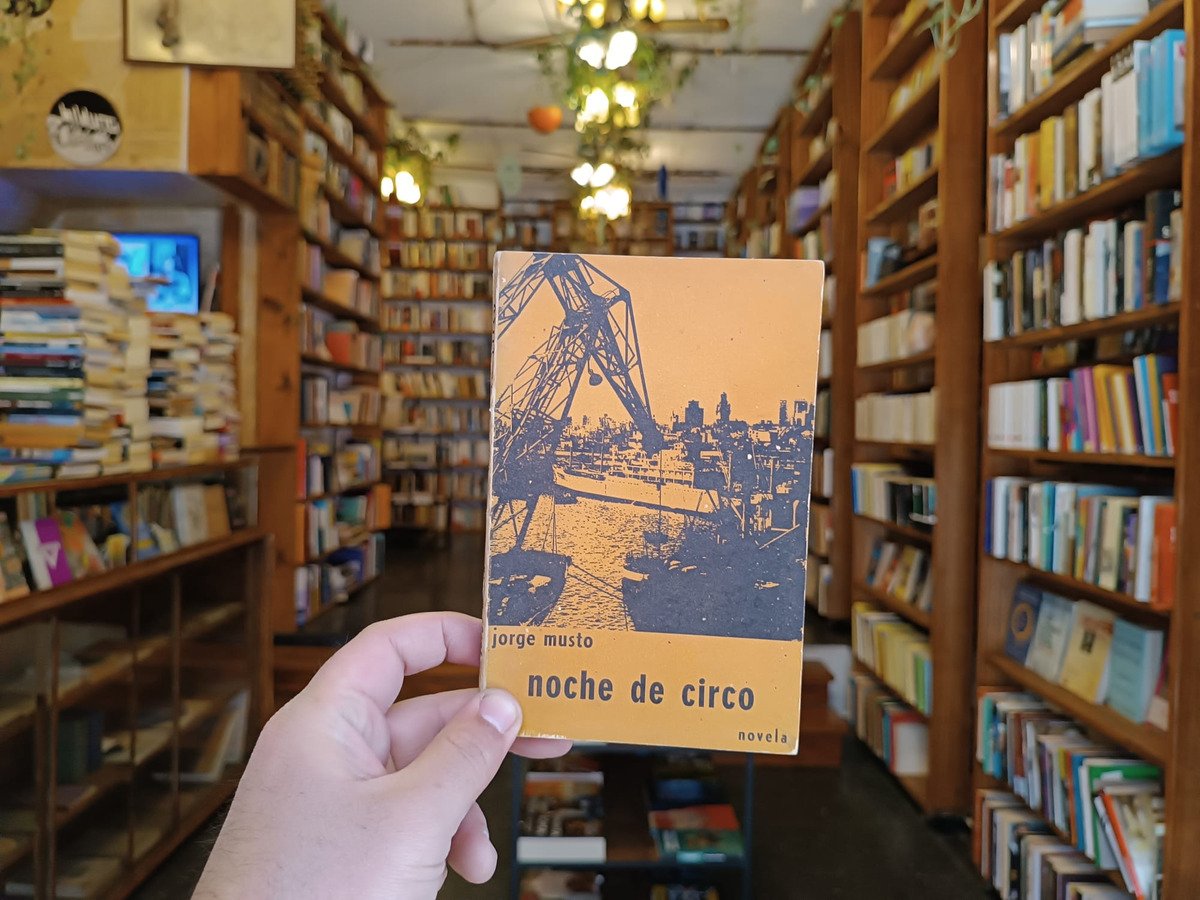 jorge musto
noche de circo
novela